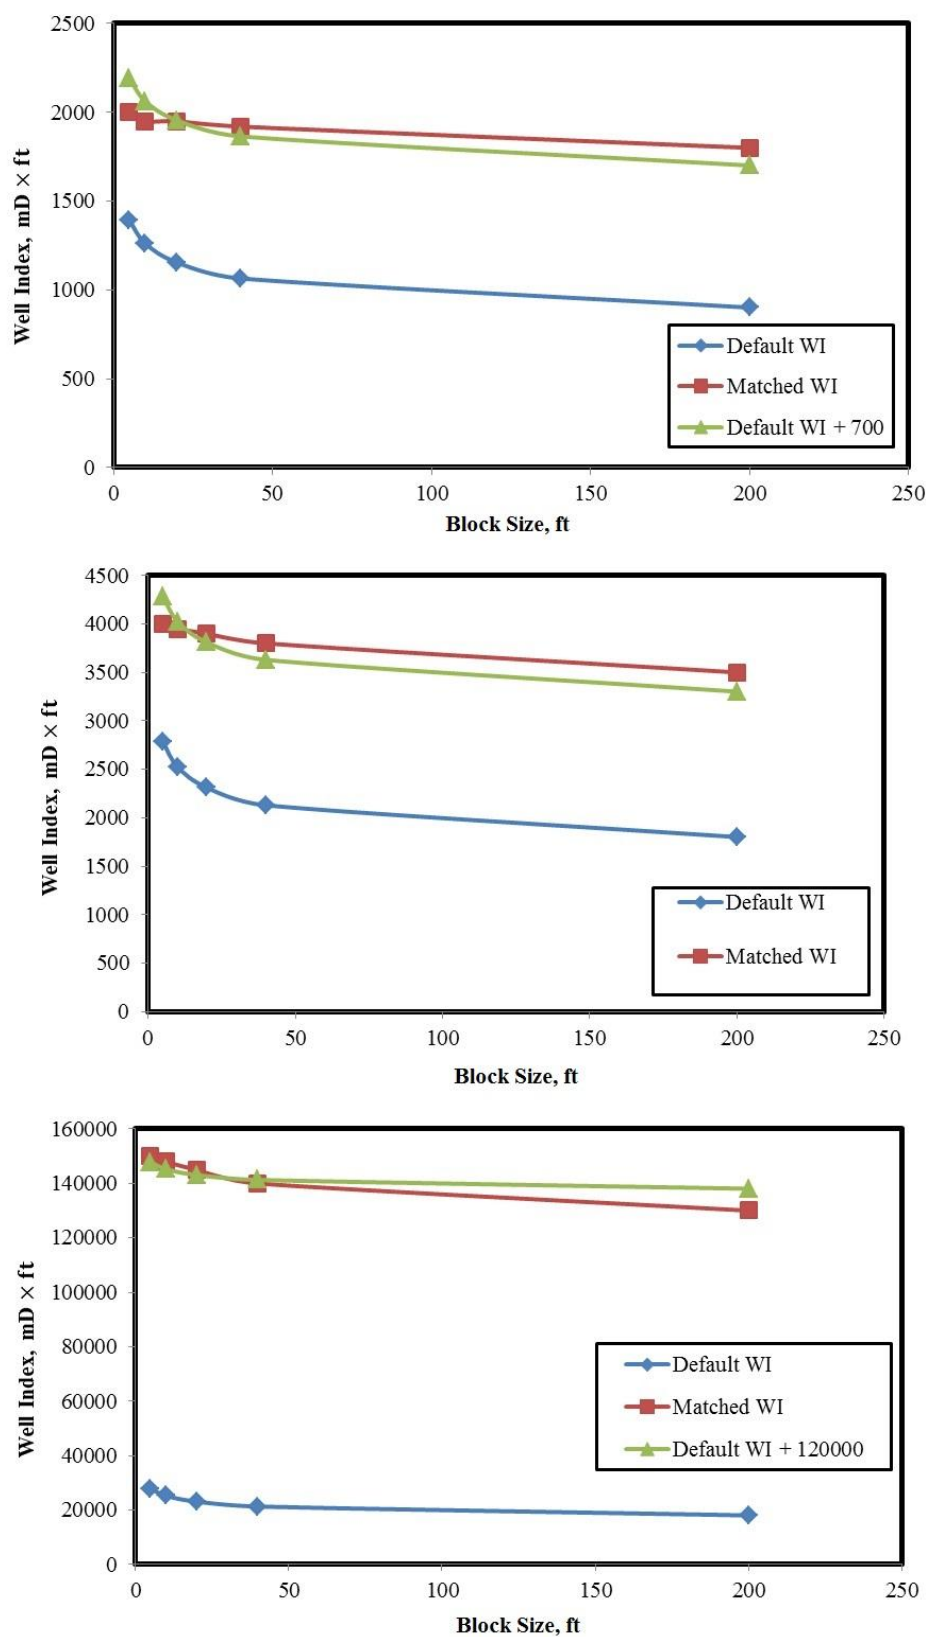 2500
2000
1500
1000
500
0
Well Index, mD × ft
Default WI
Matched WI
Default WI + 700
0 50 100 150 200 250
Block Size, ft
4500
4000
3500
3000
2500
2000
1500
1000
500
0
Well Index, mD × ft
Default WI
Matched WI
0 50 100 150 200 250
Block Size, ft
160000
140000
120000
100000
80000
60000
40000
20000
0
Well Index, mD × ft
Default WI
Matched WI
Default WI + 120000
0 50 100 150 200 250
Block Size, ft